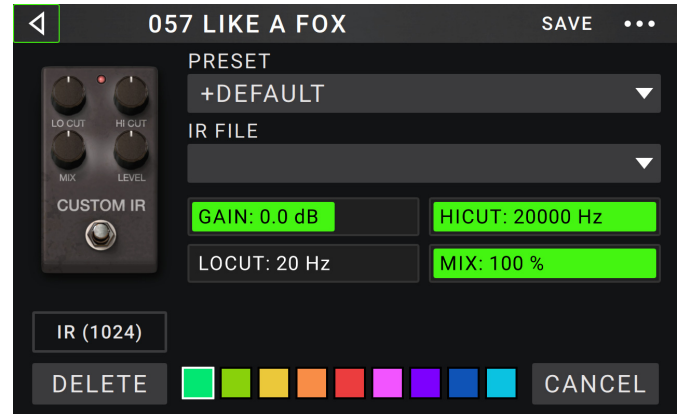 057 LIKE A FOX
SAVE
PRESET
+DEFAULT
IR FILE
LO CUT HI CUT
MIX LEVEL
CUSTOM IR
GAIN: 0.0 dB
HICUT: 20000 Hz
LOCUT: 20 Hz
MIX: 100 %
IR (1024)
DELETE
CANCEL